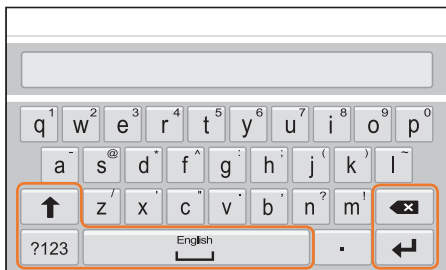 q 1 w 2 e 3 r 4 t 5 y 6 u 7 i 8 o 9 p 0
a - s @ d * f ^ g : h ; j ( k ) l ~
z / x ' c " v . b , n ? m !
?123 English .